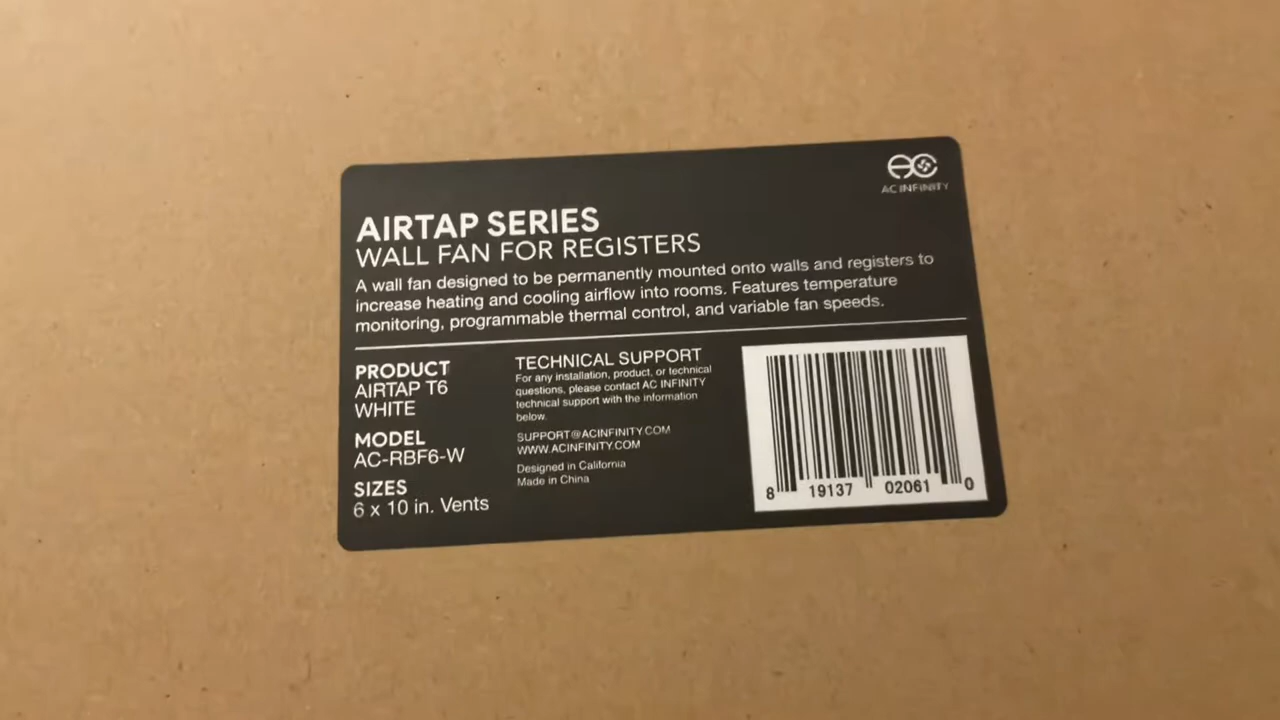 AC INFINITY
AIRTAP SERIES
WALL FAN FOR REGISTERS
A wall fan designed to be permanently mounted onto walls and registers to
increase heating and cooling airflow into rooms. Features temperature
monitoring, programmable thermal control, and variable fan speeds.
PRODUCT
AIRTAP T6
WHITE
MODEL
AC-RBF6-W
SIZES
6 x 10 in. Vents
TECHNICAL SUPPORT
For any installation, product, or technical
questions, please contact AC INFINITY
technical support with the information
below.
SUPPORT@ACINFINITY.COM
WWW.ACINFINITY.COM
Designed in California
Made in China
8 19137 02061 0